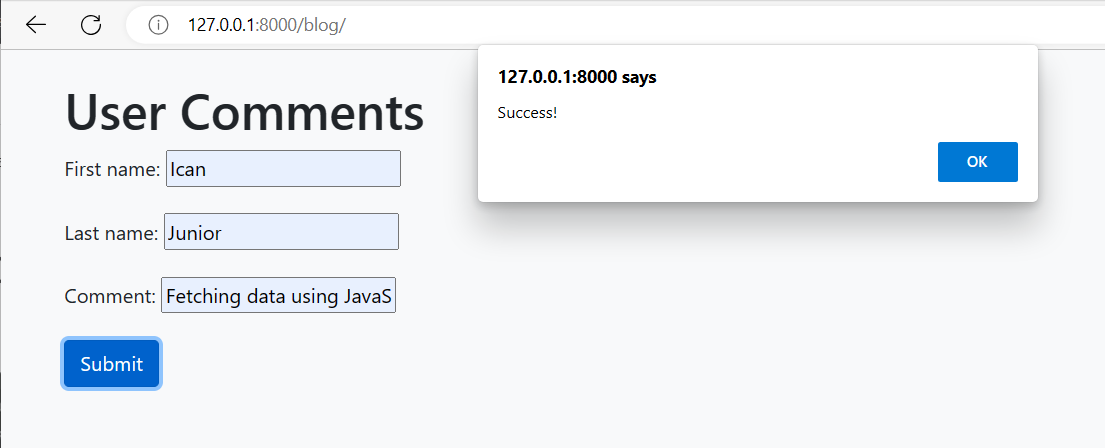 127.0.0.1:8000/blog/
127.0.0.1:8000 says
Success!
OK
User Comments
First name: Ican
Last name: Junior
Comment: Fetching data using JavaS
Submit